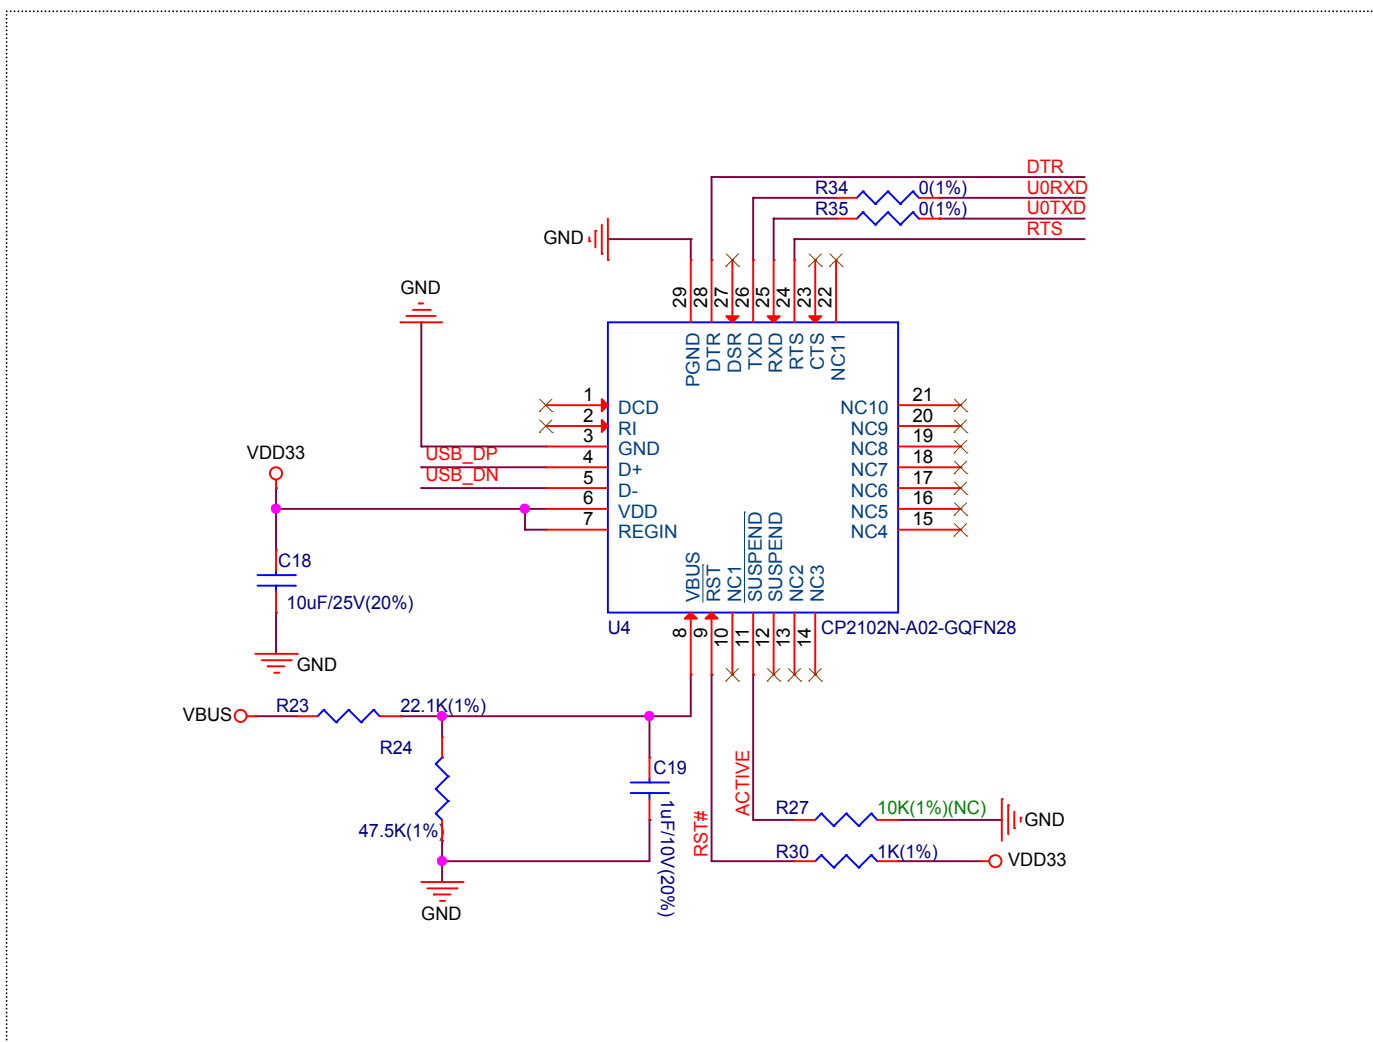 DTR
R34 0(1%) U0RXD
R35 0(1%) U0TXD
RTS
GND
GND
29
28
27
26
25
24
23
22
PGND
DTR
DSR
TXD
RXD
RTS
CTS
NC11
1 DCD
2 RI
3 GND
USB_DP 4 D+
USB_DN 5 D-
6 VDD
7 REGIN
VDD33
NC10 21
NC9 20
NC8 19
NC7 18
NC6 17
NC5 16
NC4 15
C18
10uF/25V(20%)
GND
VBUS
RST
NC1
SUSPEND
SUSPEND
NC2
NC3
U4
CP2102N-A02-GQFN28
8
9
10
11
12
13
14
VBUS R23 22.1K(1%)
R24
47.5K(1%)
C19
1uF/10V(20%)
GND
RST#
ACTIVE
R27 10K(1%)(NC) GND
R30 1K(1%) VDD33